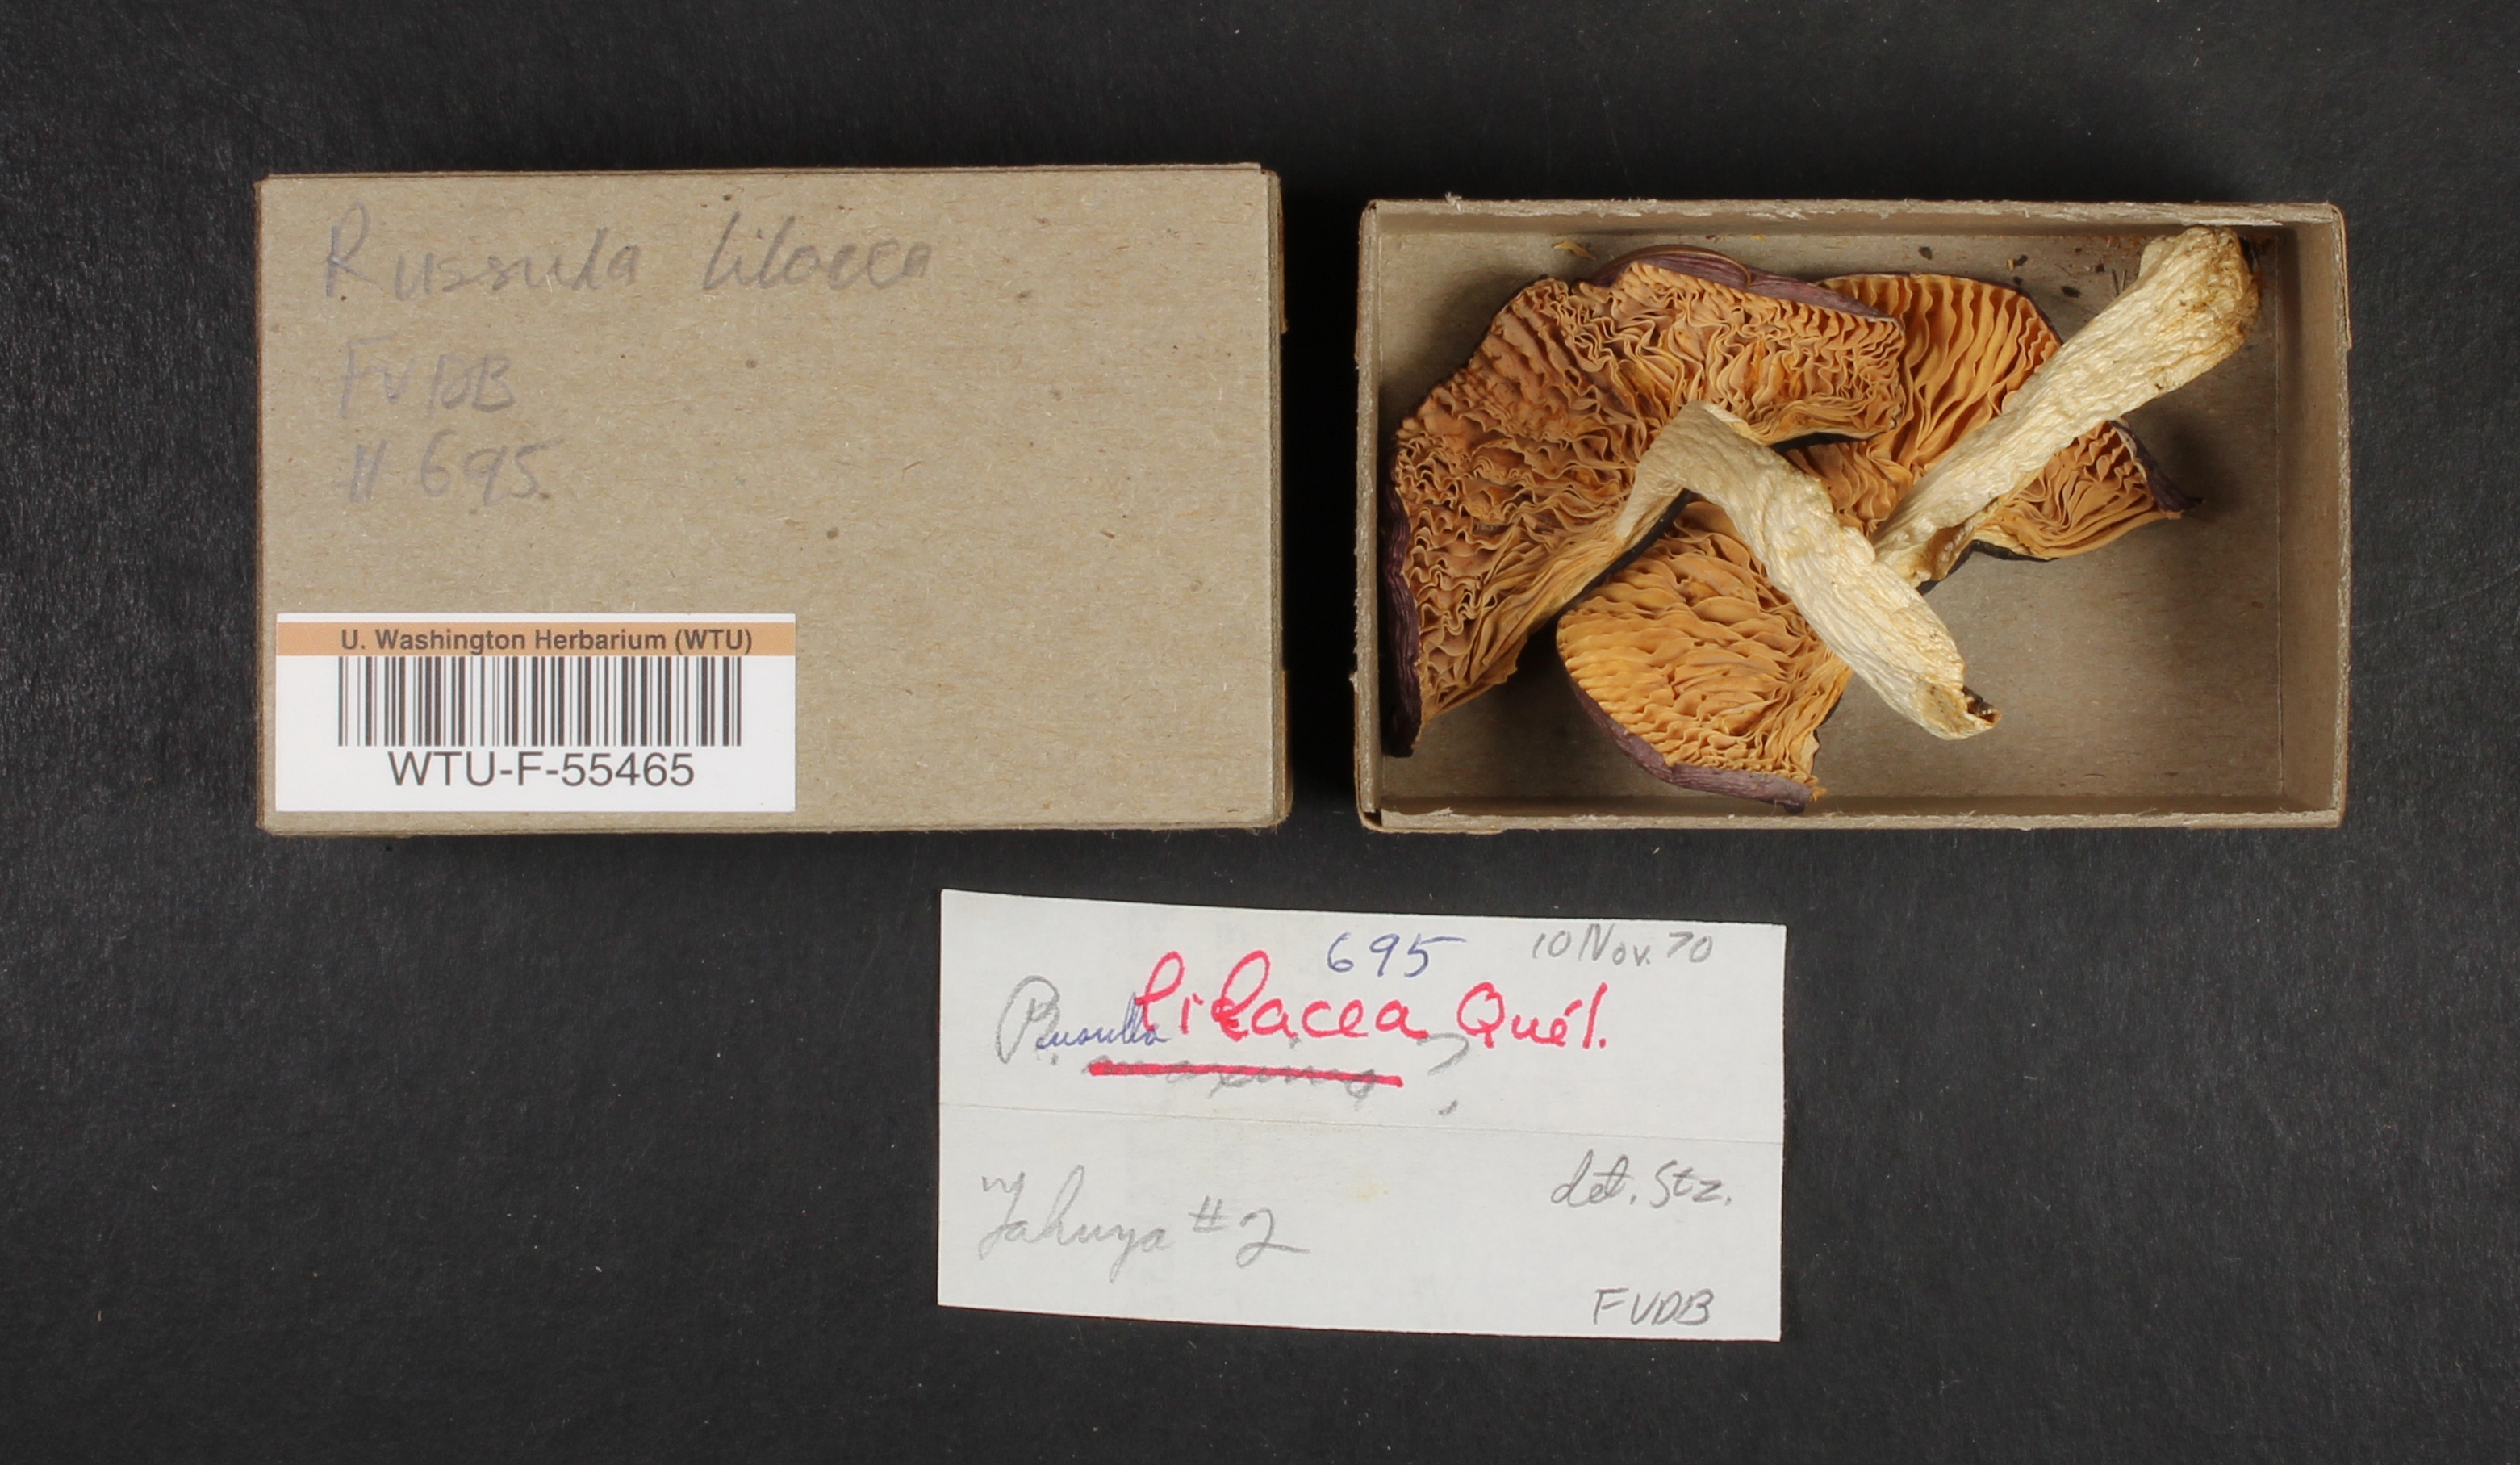 Russula lilacea
FVDB
# 695
U. Washington Herbarium (WTU)
WTU-F-55465
695 10 Nov. 70
Russula lilacea Quél.
R. ?
Tahuya #2
det. Stz.
FVDB